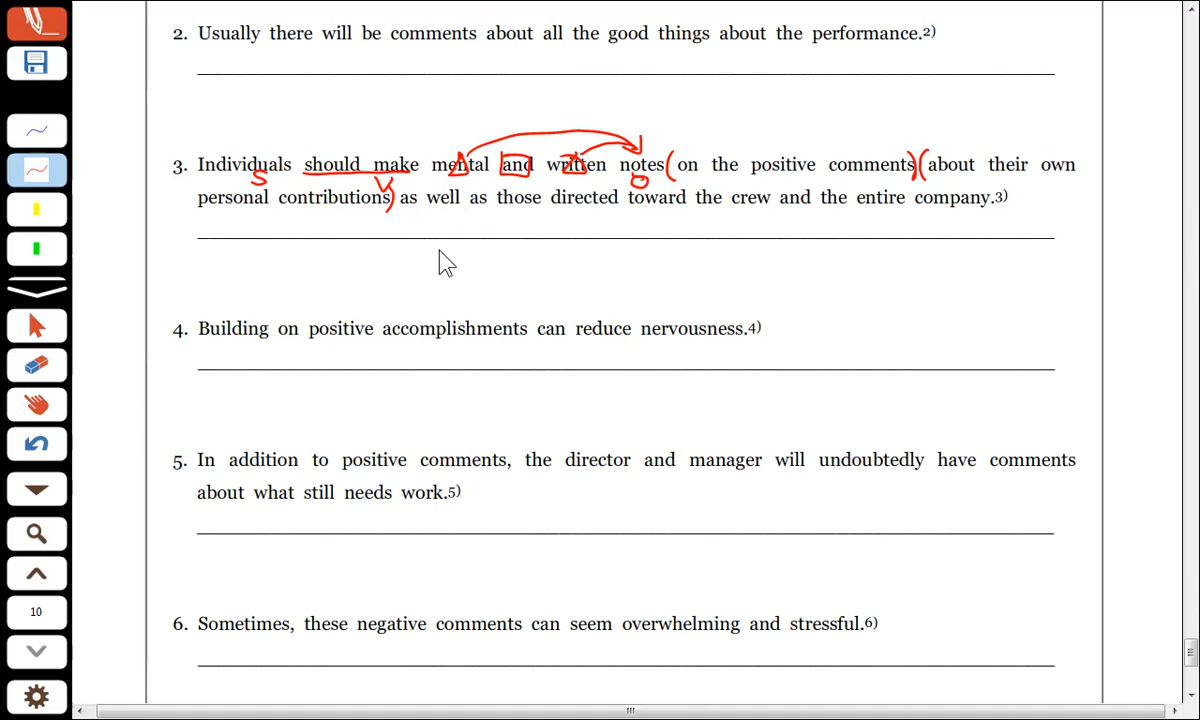 2. Usually there will be comments about all the good things about the performance.2)
3. Individuals should make mental and written notes ( on the positive comments ) ( about their own
S V O
personal contributions ) as well as those directed toward the crew and the entire company.3)
4. Building on positive accomplishments can reduce nervousness.4)
5. In addition to positive comments, the director and manager will undoubtedly have comments
about what still needs work.5)
10
6. Sometimes, these negative comments can seem overwhelming and stressful.6)